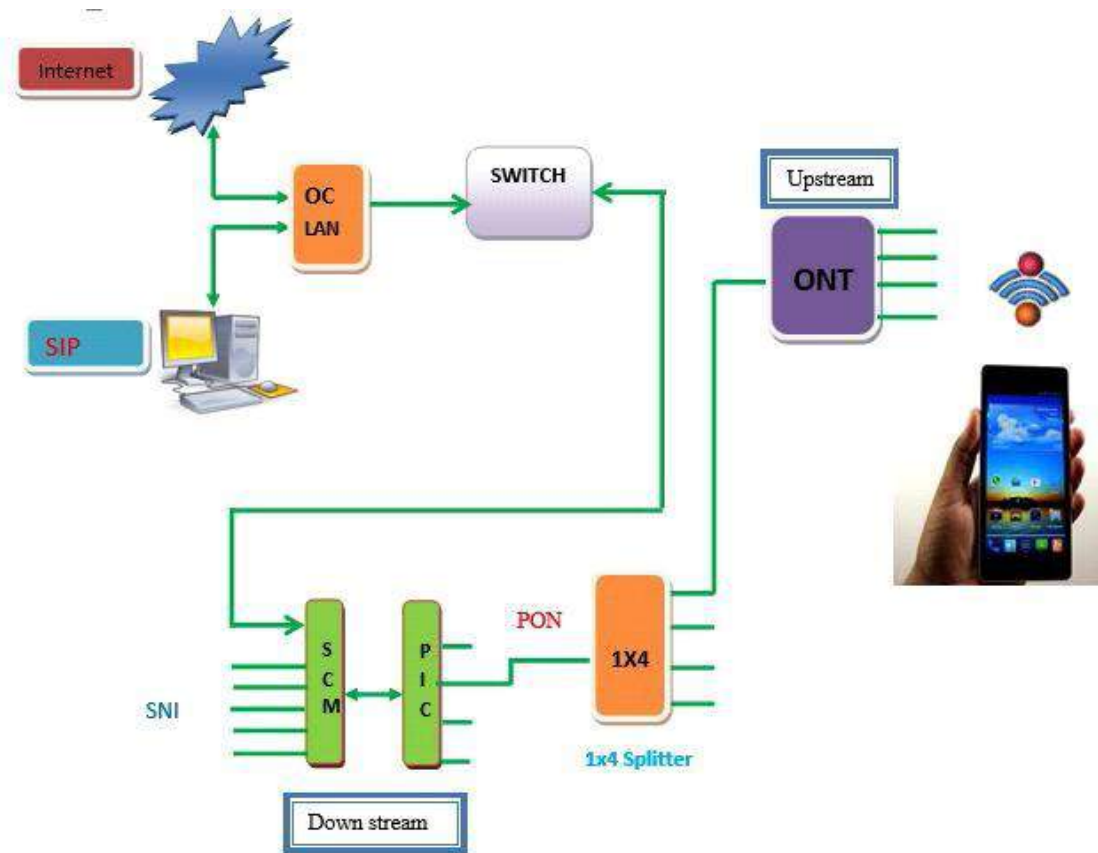 Internet
OC
LAN
SWITCH
Upstream
ONT
SIP
PON
S
C
M
P
I
C
1X4
SNI
1x4 Splitter
Down stream